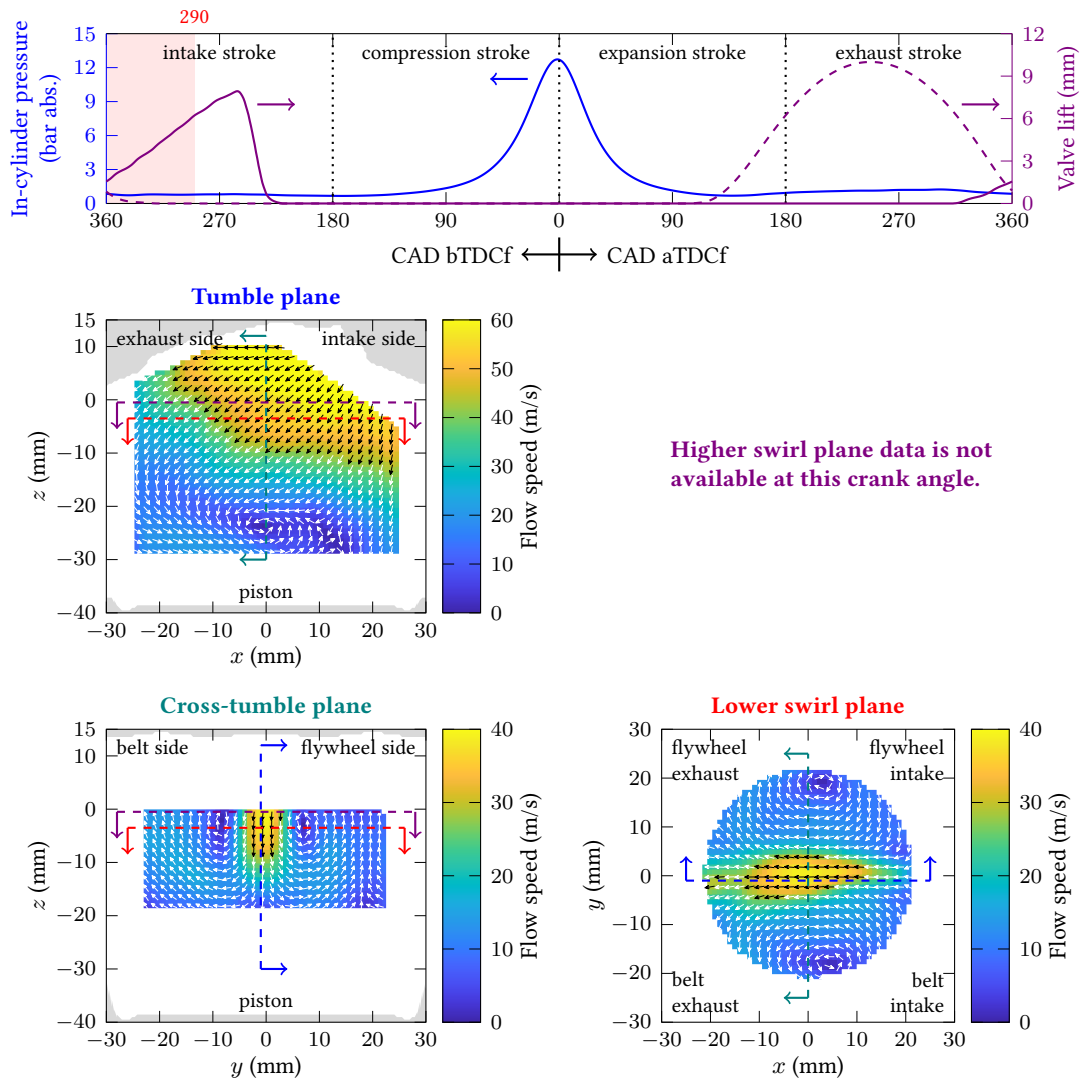 290
15
12
9
6
3
0
In-cylinder pressure
(bar abs.)
intake stroke
compression stroke
expansion stroke
exhaust stroke
12
9
6
3
0
Valve lift (mm)
360 270 180 90 0 90 180 270 360
CAD bTDCf
CAD aTDCf
Tumble plane
15
10
0
−10
−20
−30
−40
z (mm)
exhaust side
intake side
piston
−30 −20 −10 0 10 20 30
x (mm)
60
50
40
30
20
10
0
Flow speed (m/s)
Higher swirl plane data is not
available at this crank angle.
Cross-tumble plane
15
10
0
−10
−20
−30
−40
z (mm)
belt side
flywheel side
piston
−30 −20 −10 0 10 20 30
y (mm)
40
30
20
10
0
Flow speed (m/s)
Lower swirl plane
30
20
10
0
−10
−20
−30
y (mm)
flywheel
exhaust
flywheel
intake
belt
exhaust
belt
intake
−30 −20 −10 0 10 20 30
x (mm)
40
30
20
10
0
Flow speed (m/s)